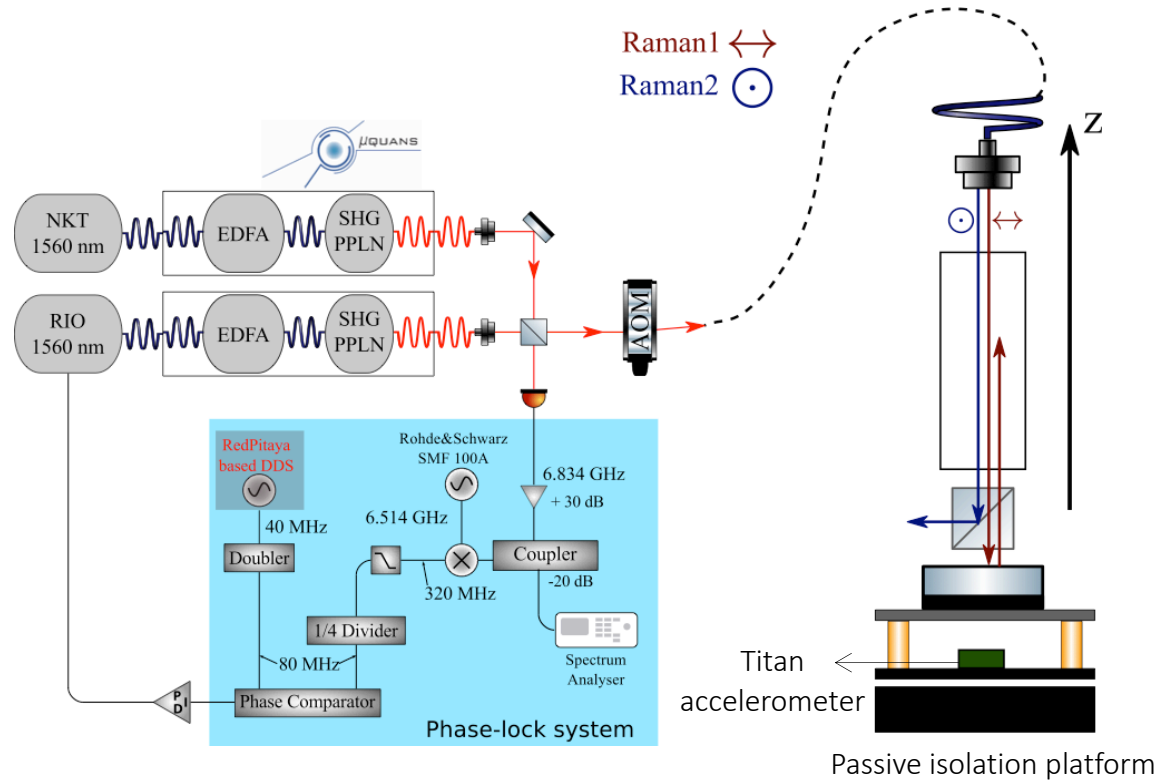 Raman1
Raman2
Z
µQUANS
NKT
1560 nm
EDFA
SHG
PPLN
RIO
1560 nm
EDFA
SHG
PPLN
AOM
RedPitaya
based DDS
40 MHz
Doubler
Rohde&Schwarz
SMF 100A
6.514 GHz
6.834 GHz
+ 30 dB
Coupler
-20 dB
320 MHz
1/4 Divider
80 MHz
Phase Comparator
P
I
D
Spectrum
Analyser
Phase-lock system
Titan
accelerometer
Passive isolation platform